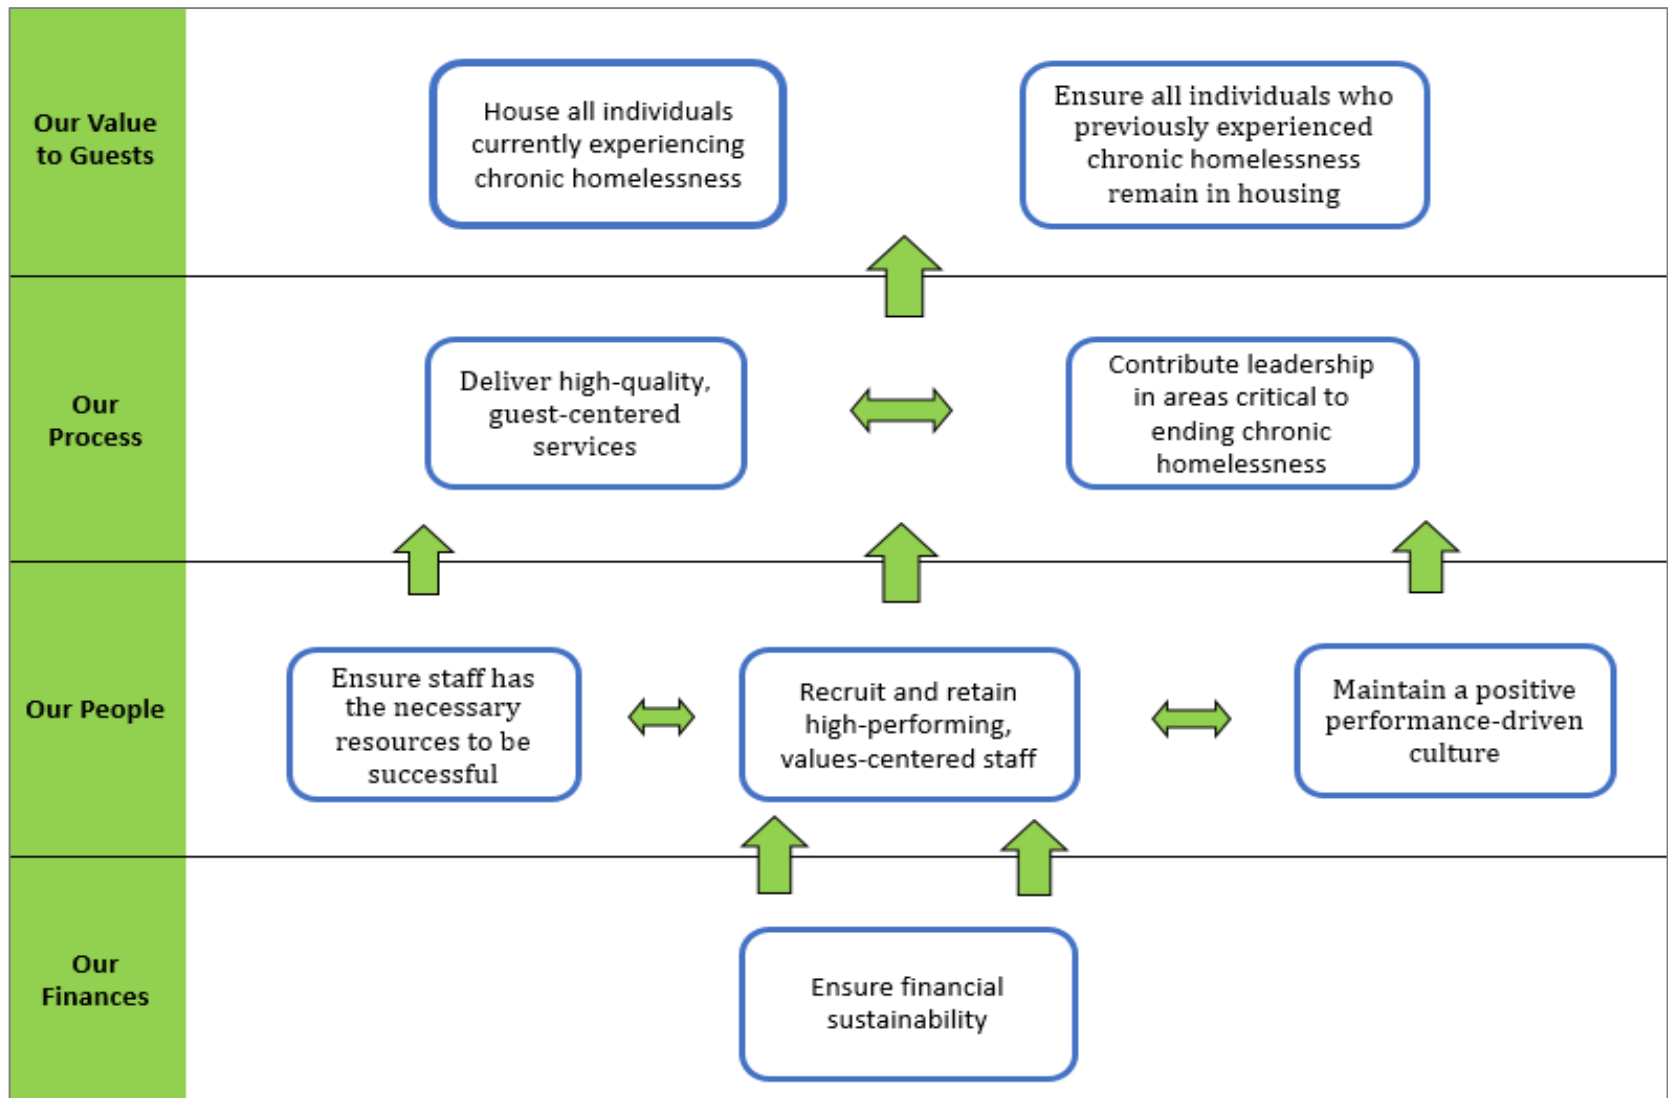 Our Value
to Guests
House all individuals
currently experiencing
chronic homelessness
Ensure all individuals who
previously experienced
chronic homelessness
remain in housing
Our
Process
Deliver high-quality,
guest-centered
services
Contribute leadership
in areas critical to
ending chronic
homelessness
Our People
Ensure staff has
the necessary
resources to be
successful
Recruit and retain
high-performing,
values-centered staff
Maintain a positive
performance-driven
culture
Our
Finances
Ensure financial
sustainability